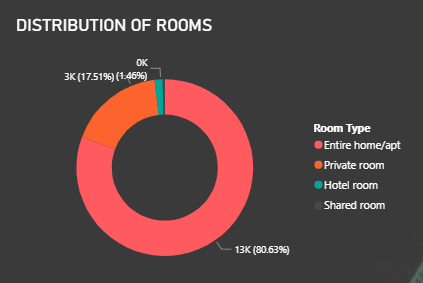 DISTRIBUTION OF ROOMS
0K
3K (17.51%) (1.46%)
Room Type
Entire home/apt
Private room
Hotel room
Shared room
13K (80.63%)